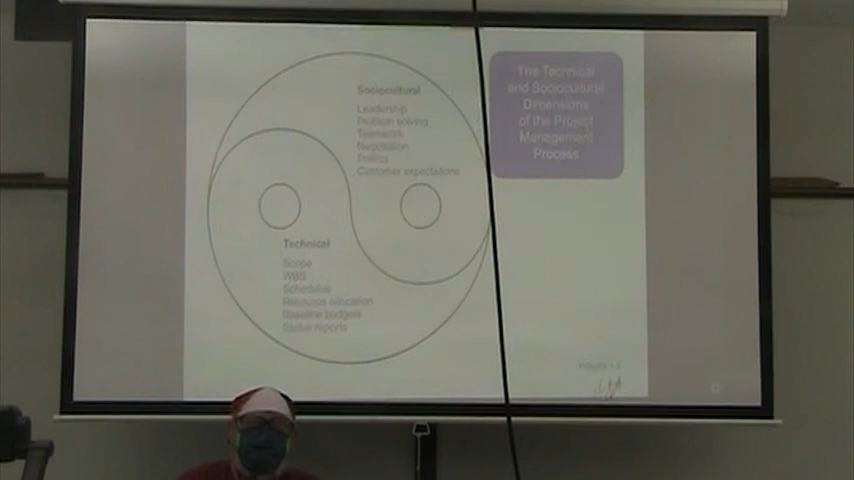 Sociocultural
Leadership
Problem solving
Teamwork
Negotiation
Politics
Customer expectations
The Technical
and Sociocultural
Dimensions
of the Project
Management
Process
Technical
Scope
WBS
Schedules
Resource allocation
Baseline budgets
Status reports